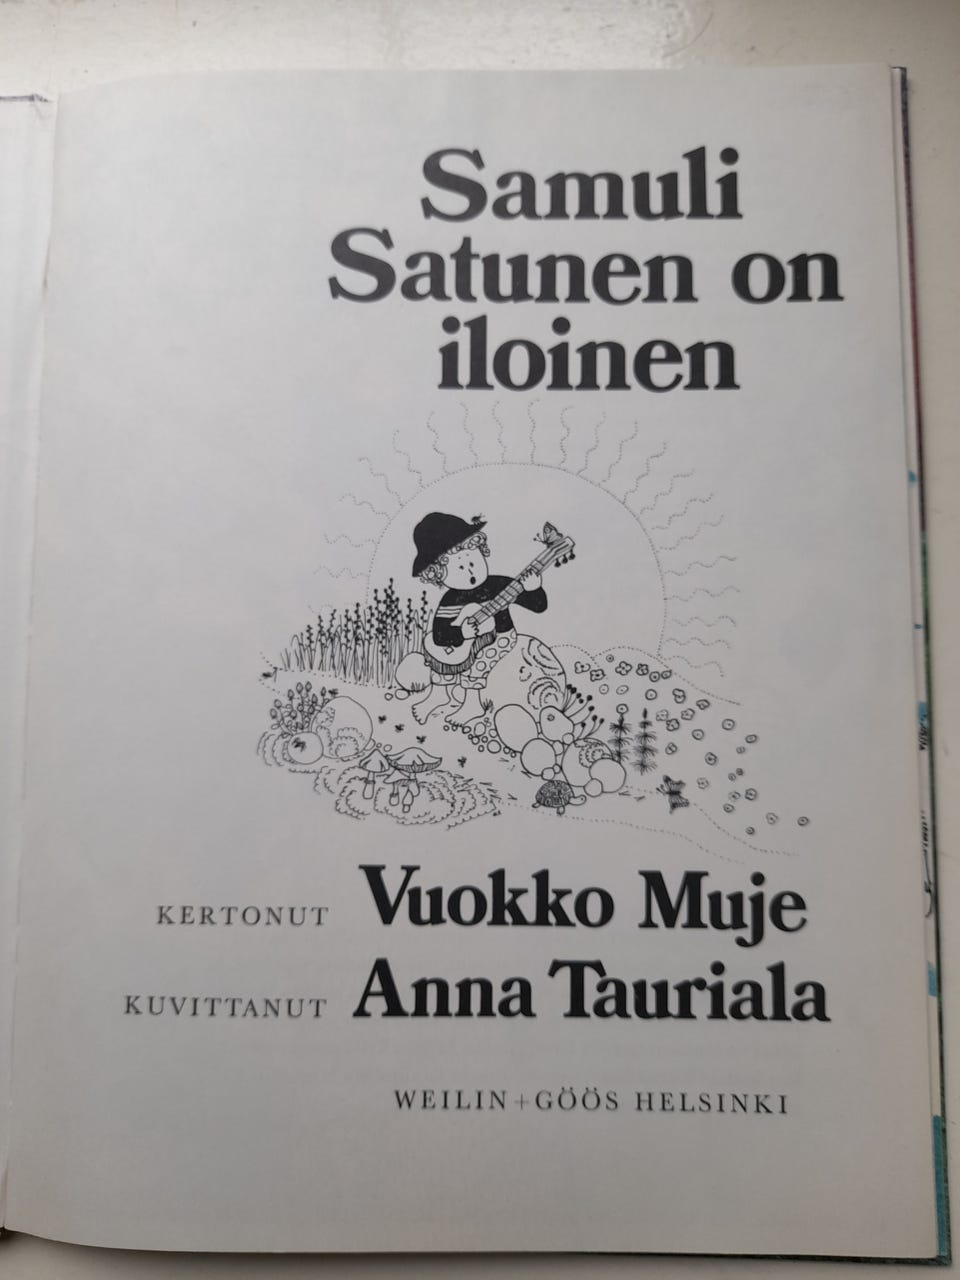 Samuli
Satunen on
iloinen
KERTONUT Vuokko Muje
KUVITTANUT Anna Tauriala
WEILIN+GÖÖS HELSINKI